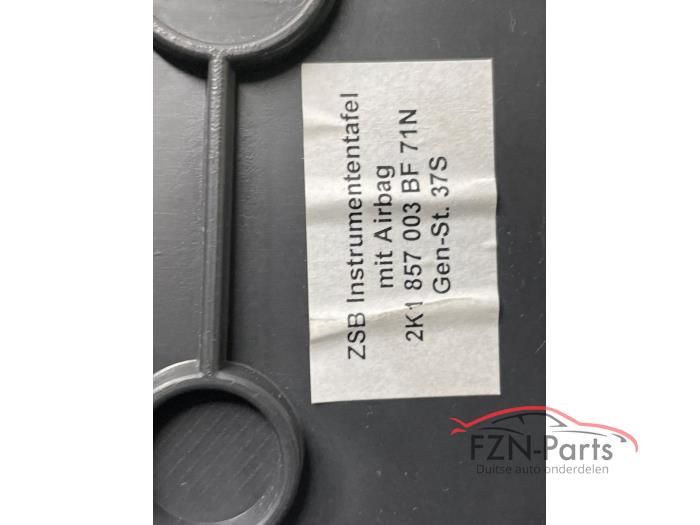 ZSB Instrumententafel
mit Airbag
2K1 857 003 BF 71N
Gen-St. 37S
FZN-Parts
Duitse auto onderdelen